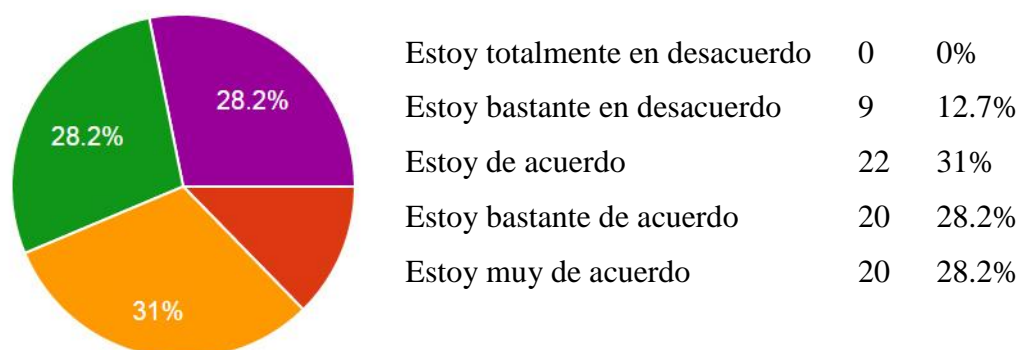 28.2%
28.2%
31%
Estoy totalmente en desacuerdo 0 0%
Estoy bastante en desacuerdo 9 12.7%
Estoy de acuerdo 22 31%
Estoy bastante de acuerdo 20 28.2%
Estoy muy de acuerdo 20 28.2%